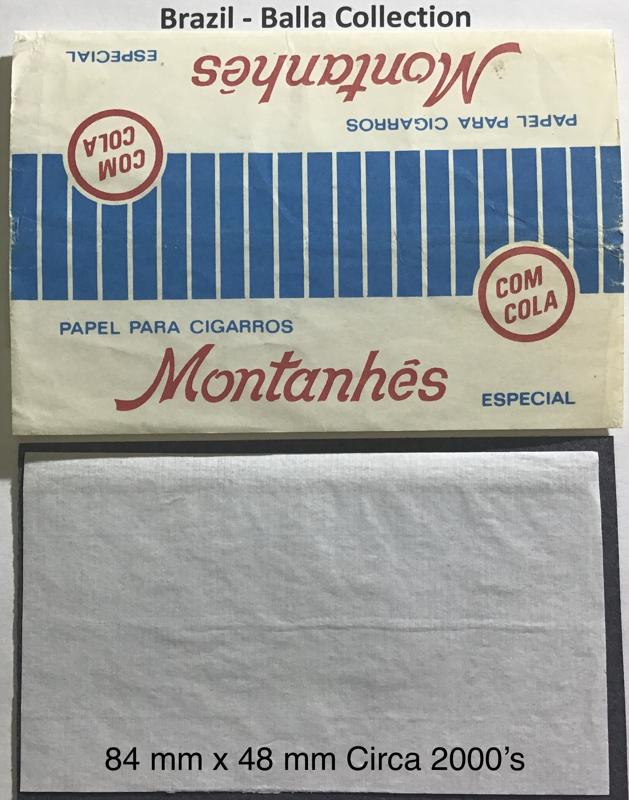 Brazil - Balla Collection
Montanhês
ESPECIAL
PAPEL PARA CIGARROS
COM
COLA
COM
COLA
PAPEL PARA CIGARROS
Montanhês
ESPECIAL
84 mm x 48 mm Circa 2000's